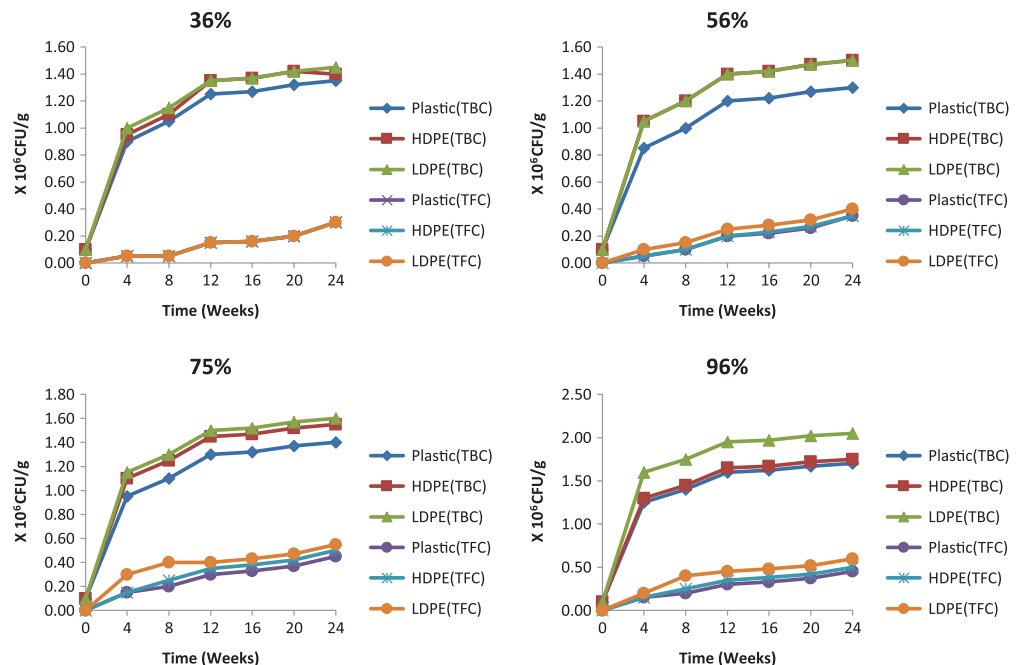 36%
1.60
1.40
1.20
1.00
0.80
0.60
0.40
0.20
0.00
X 10⁶CFU/g
0 4 8 12 16 20 24
Time (Weeks)
Plastic(TBC)
HDPE(TBC)
LDPE(TBC)
Plastic(TFC)
HDPE(TFC)
LDPE(TFC)
56%
1.60
1.40
1.20
1.00
0.80
0.60
0.40
0.20
0.00
X 10⁶CFU/g
0 4 8 12 16 20 24
Time (Weeks)
Plastic(TBC)
HDPE(TBC)
LDPE(TBC)
Plastic(TFC)
HDPE(TFC)
LDPE(TFC)
75%
1.80
1.60
1.40
1.20
1.00
0.80
0.60
0.40
0.20
0.00
X 10⁶CFU/g
0 4 8 12 16 20 24
Time (Weeks)
Plastic(TBC)
HDPE(TBC)
LDPE(TBC)
Plastic(TFC)
HDPE(TFC)
LDPE(TFC)
96%
2.50
2.00
1.50
1.00
0.50
0.00
X 10⁶CFU/g
0 4 8 12 16 20 24
Time (Weeks)
Plastic(TBC)
HDPE(TBC)
LDPE(TBC)
Plastic(TFC)
HDPE(TFC)
LDPE(TFC)